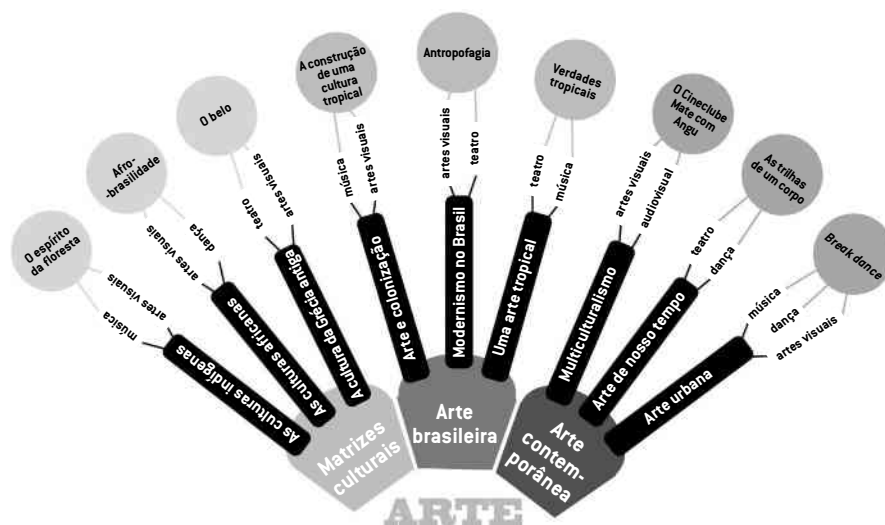 O espírito
da floresta
música
artes visuais
As culturas indígenas
Afro-
-brasilidade
artes visuais
dança
As culturas africanas
O belo
teatro
artes visuais
A cultura da Grécia antiga
Matrizes
culturais
A construção
de uma
cultura
tropical
música
artes visuais
Arte e colonização
Antropofagia
artes visuais
teatro
Modernismo no Brasil
Verdades
tropicais
teatro
música
Uma arte tropical
Arte
brasileira
O Cineclube
Mate com
Angu
artes visuais
audiovisual
Multiculturalismo
As trilhas
de um corpo
teatro
dança
Arte de nosso tempo
Break dance
música
dança
artes visuais
Arte urbana
Arte
contem-
porânea
ARTE